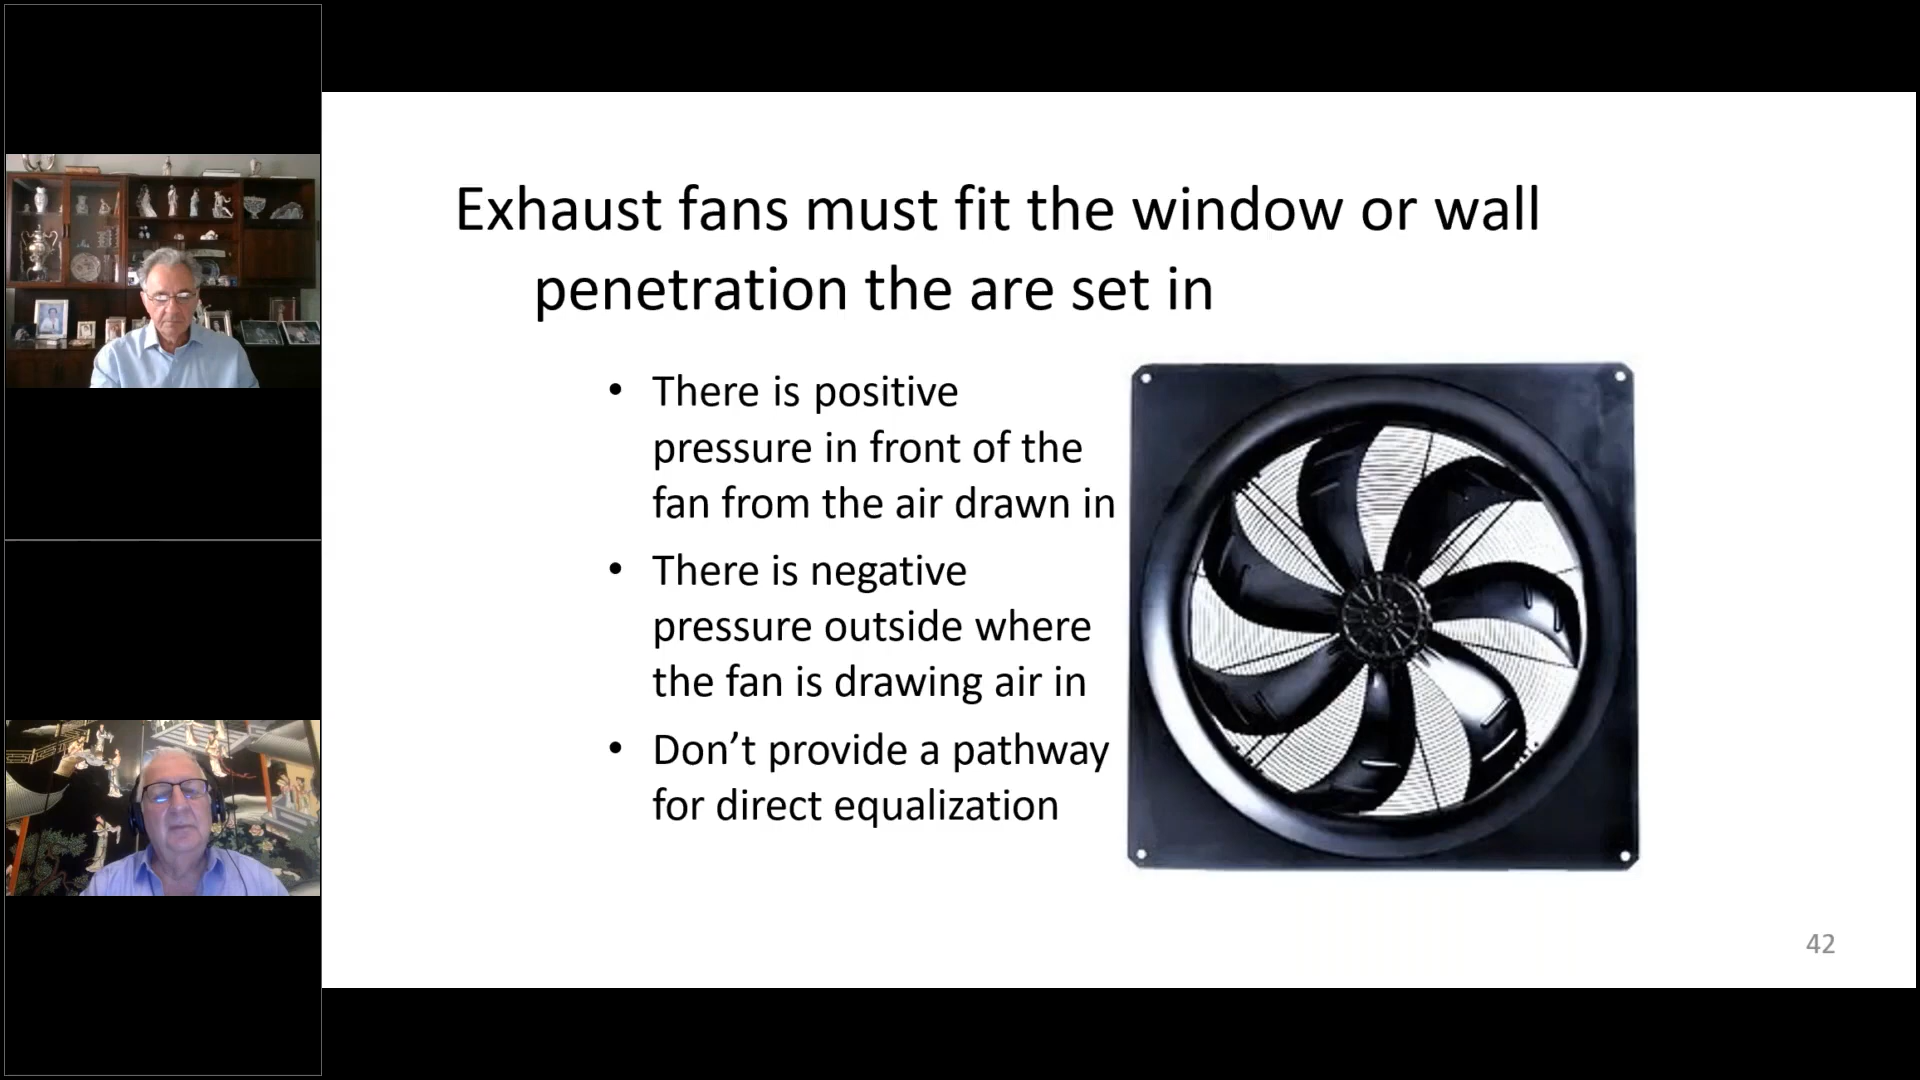 Exhaust fans must fit the window or wall
penetration the are set in
• There is positive
pressure in front of the
fan from the air drawn in
• There is negative
pressure outside where
the fan is drawing air in
• Don’t provide a pathway
for direct equalization
42